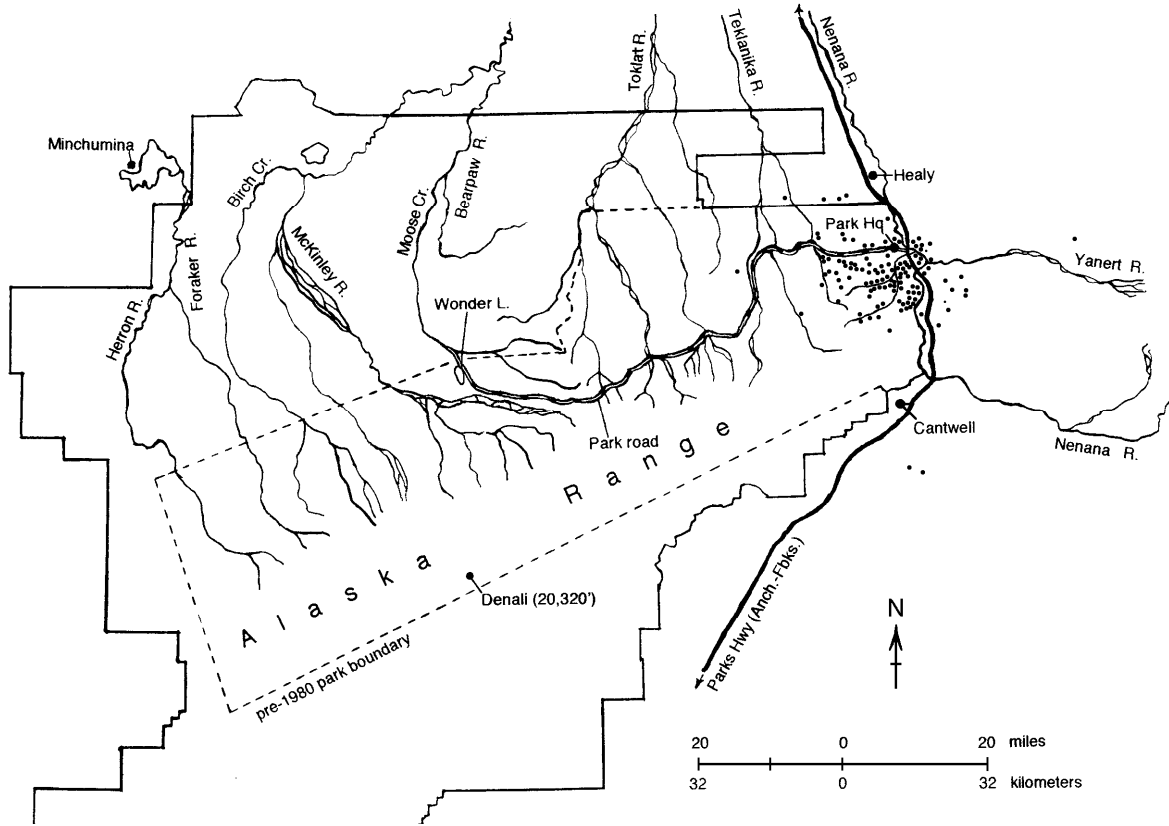 Toklat R.
Teklanika R.
Nenana R.
Minchumina
Birch Cr.
Bearpaw R.
Healy
Moose Cr.
McKinley R.
Park Hq
Foraker R.
Yanert R.
Herron R.
Wonder L.
Park road
Cantwell
Nenana R.
Alaska Range
Denali (20,320')
pre-1980 park boundary
Parks Hwy (Anch.-Fbks.)
N
20 0 20 miles
32 0 32 kilometers